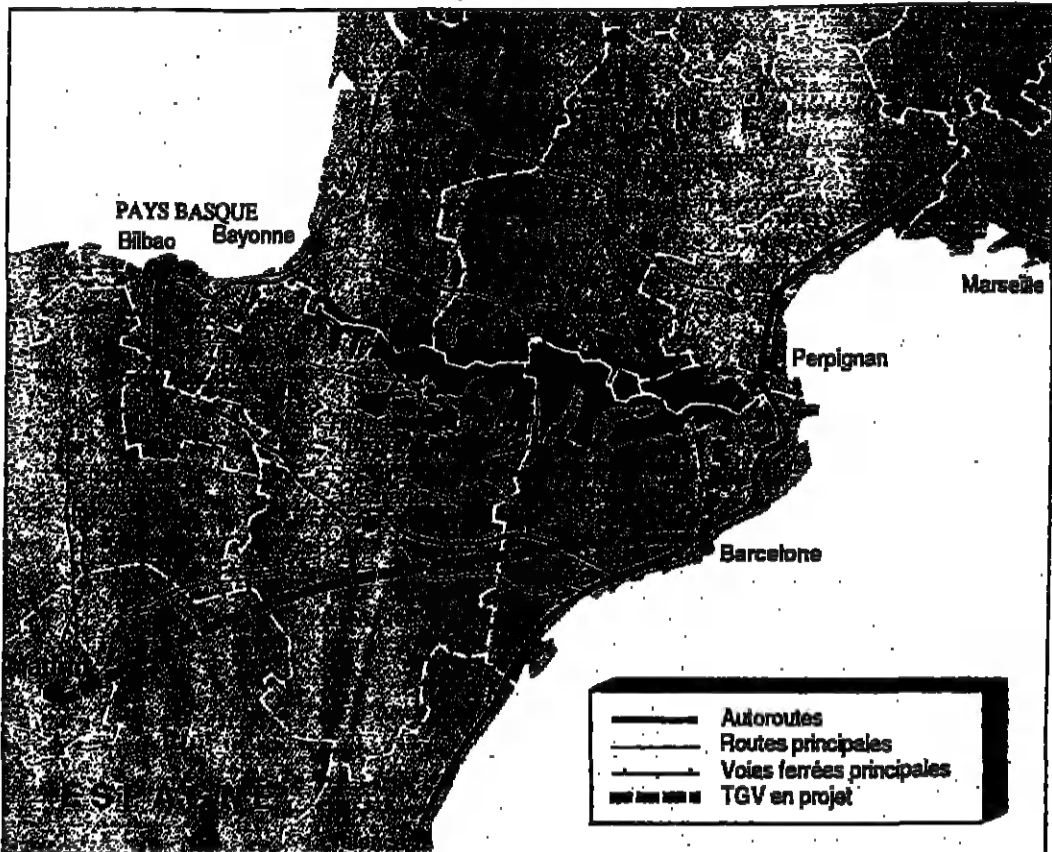 PAYS BASQUE
Bilbao
Bayonne
Marseille
Perpignan
Barcelone
Autoroutes
Routes principales
Voies ferrées principales
TGV en projet